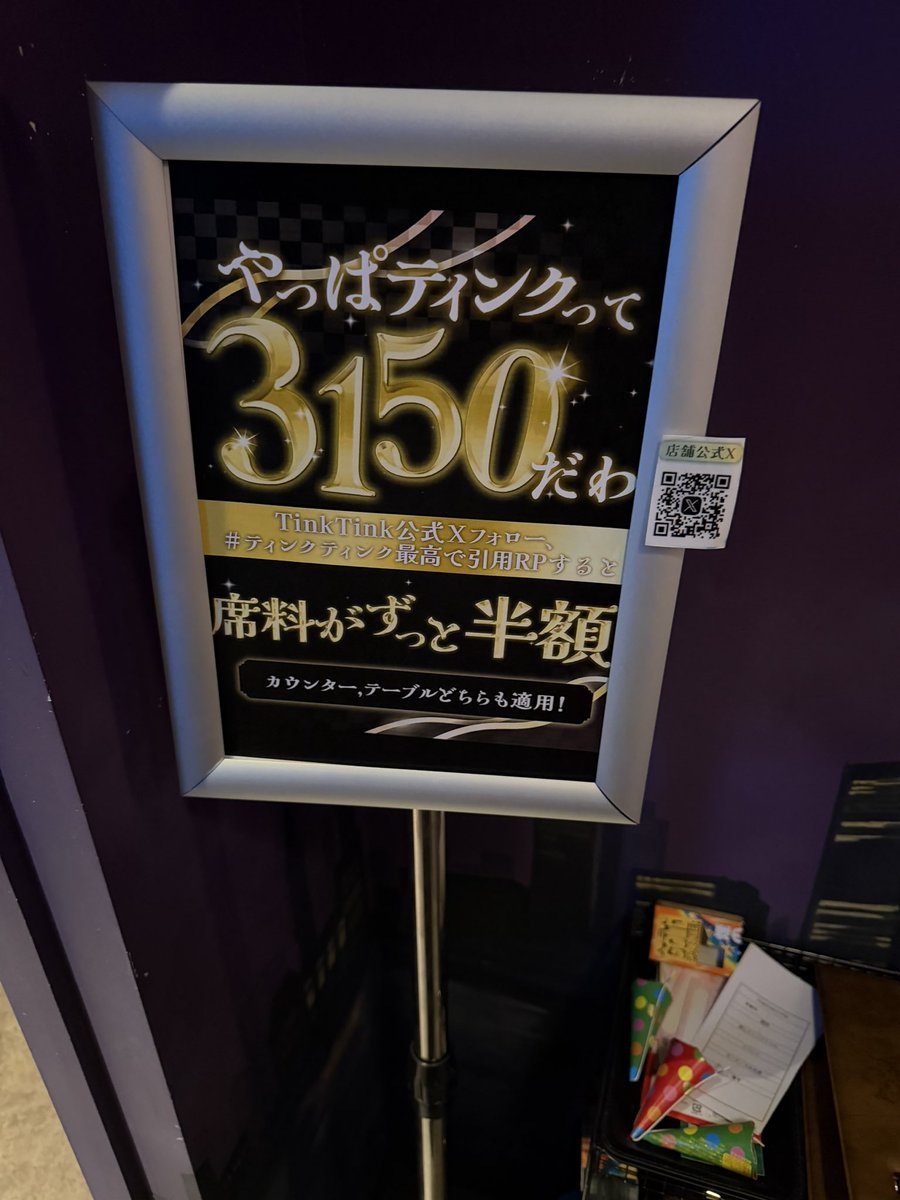 やっぱティンクって
3150
だわ
店舗公式X
TinkTink公式Xフォロー、
#ティンクティンク最高で引用RPすると
席料がずっと半額
カウンター,テーブルどちらも適用!